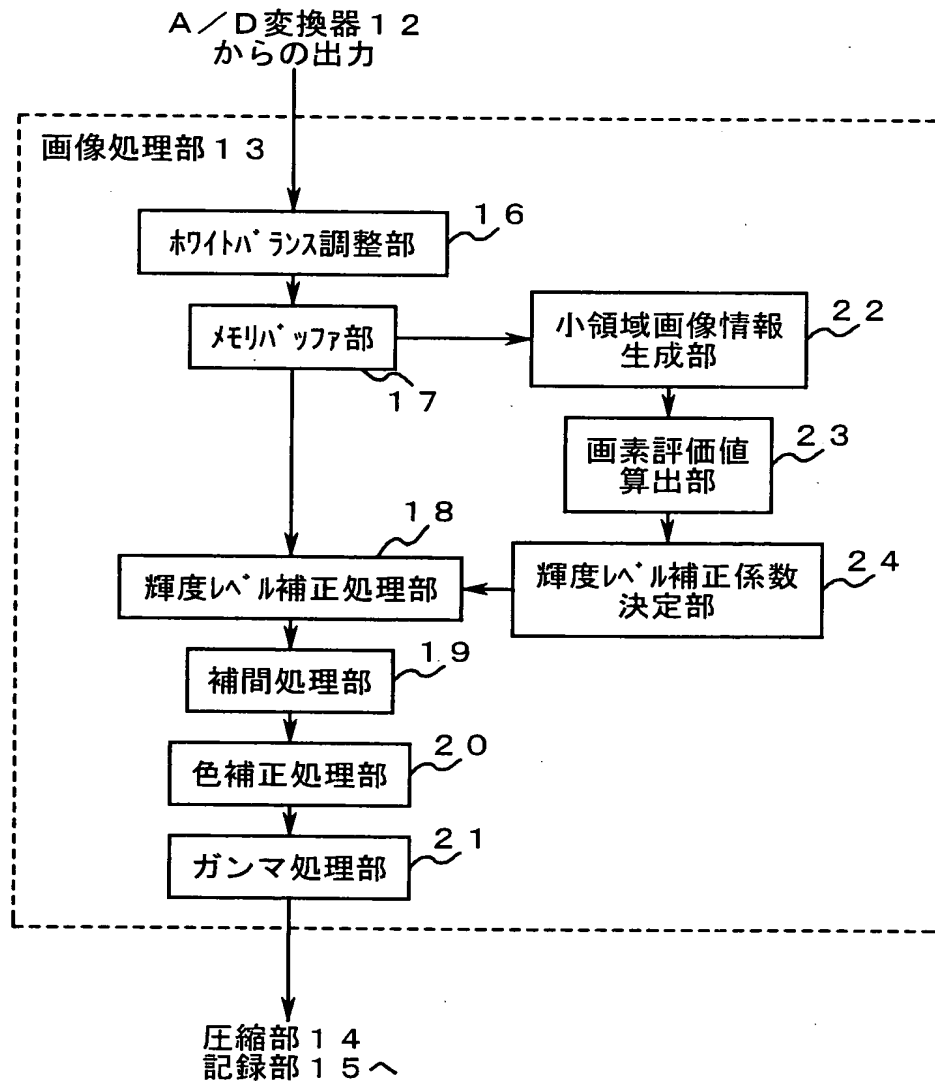 A／D変換器１２
からの出力
画像処理部１３
１６
ホワイトバランス調整部
メモリバッファ部
１７
小領域画像情報
生成部
２２
画素評価値
算出部
２３
１８
輝度レベル補正処理部
輝度レベル補正係数
決定部
２４
１９
補間処理部
２０
色補正処理部
２１
ガンマ処理部
圧縮部１４
記録部１５へ